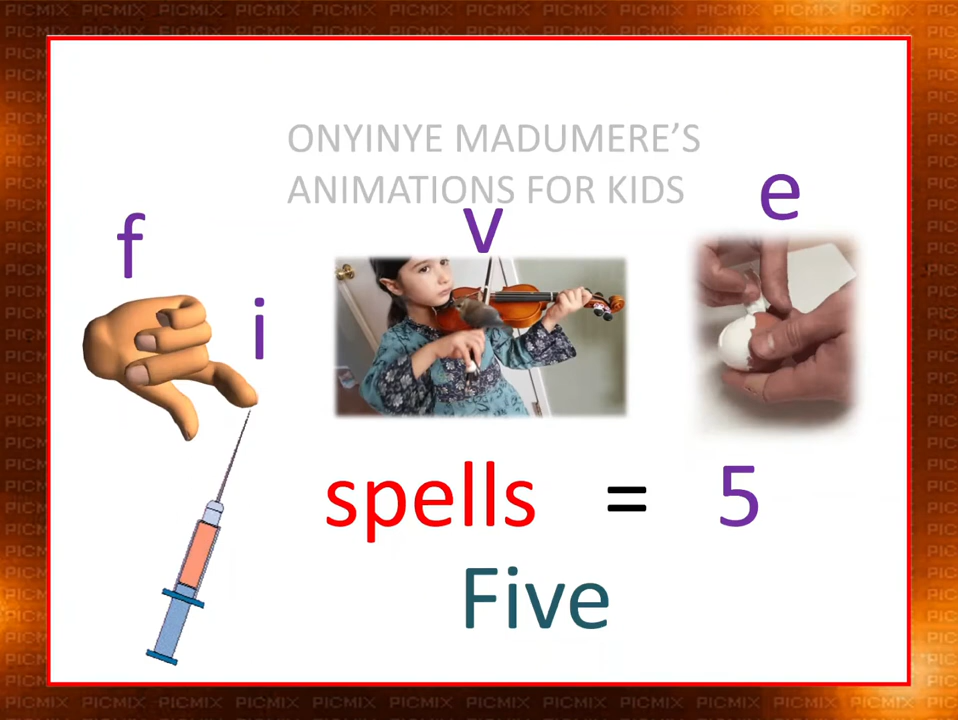 ONYINYE MADUMERE’S
ANIMATIONS FOR KIDS
f
i
v
e
spells = 5
Five